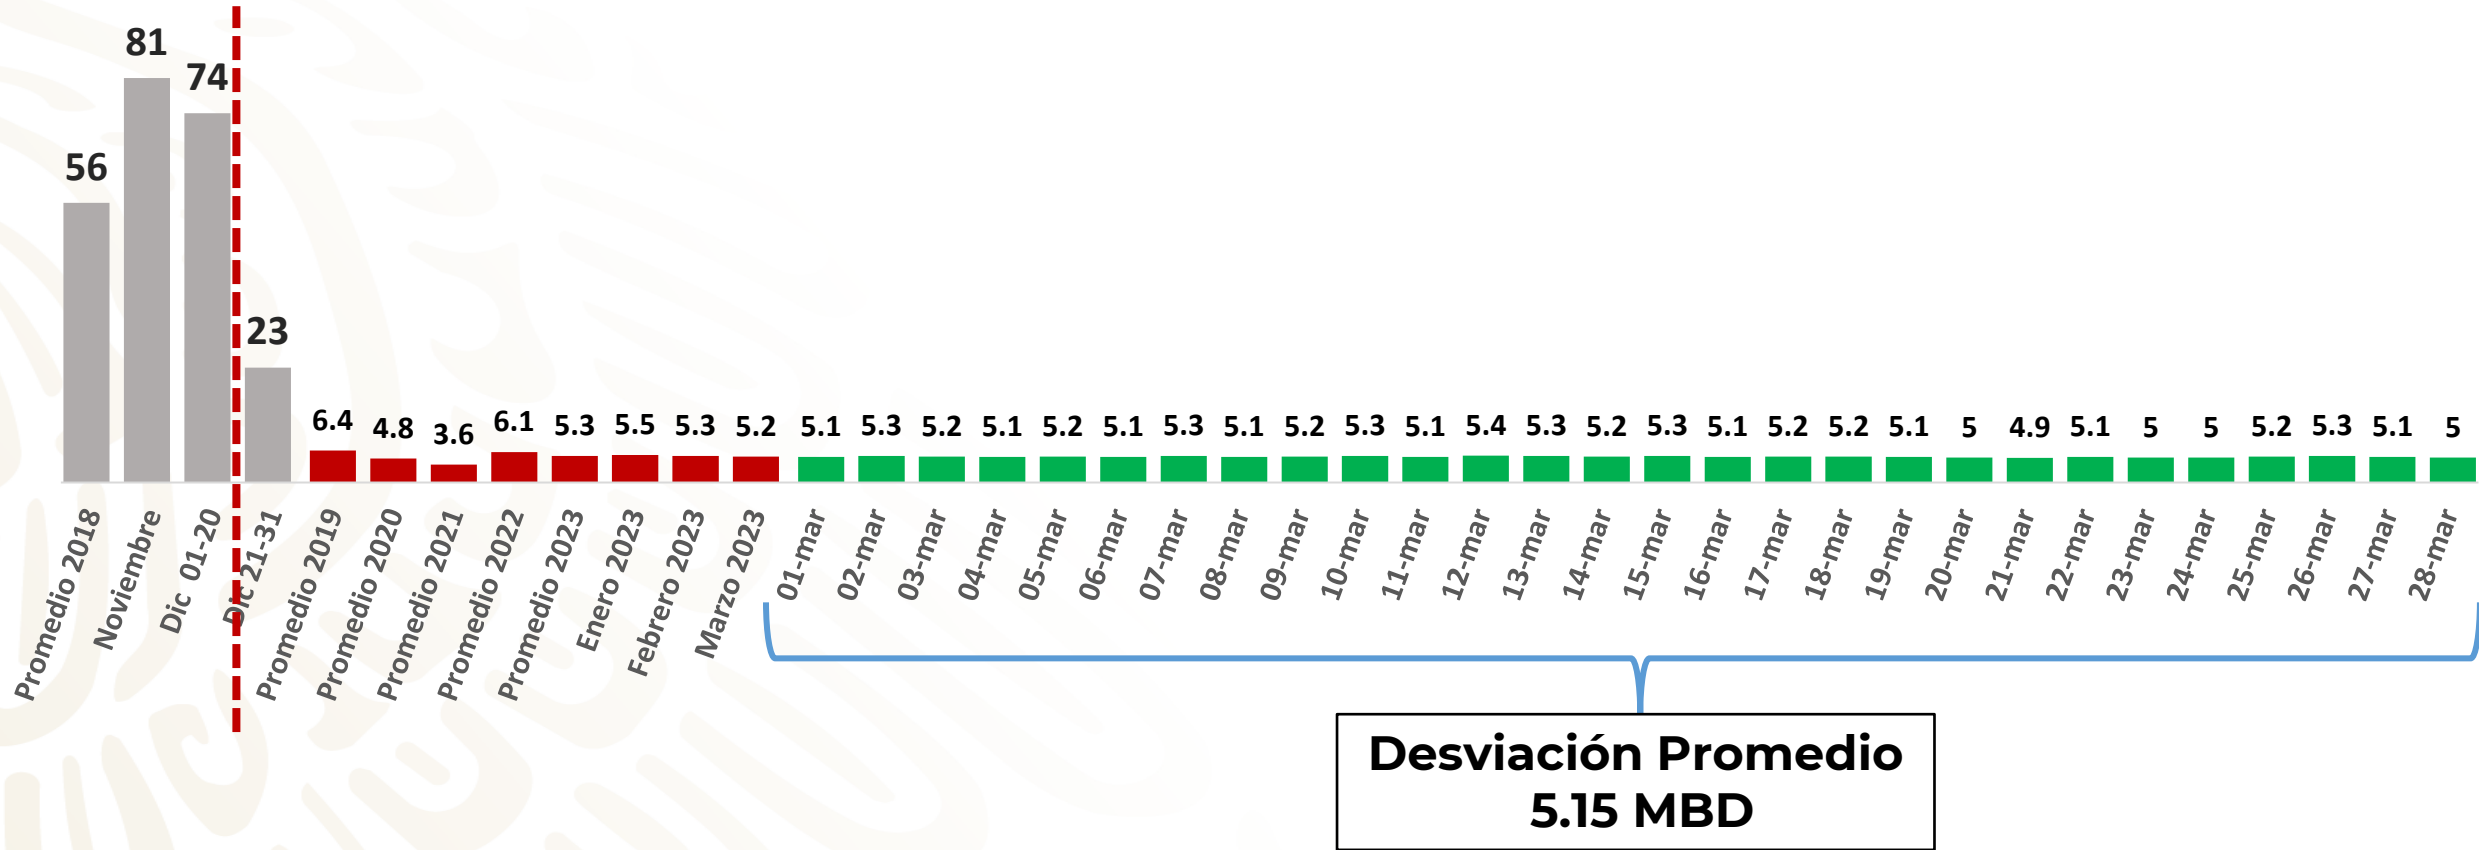 81
74
56
23
6.4 4.8 3.6 6.1 5.3 5.5 5.3 5.2 5.1 5.3 5.2 5.1 5.2 5.1 5.3 5.1 5.2 5.3 5.1 5.4 5.3 5.2 5.3 5.1 5.2 5.2 5.1 5 4.9 5.1 5 5 5.2 5.3 5.1 5
Promedio 2018
Noviembre
Dic 01-20
Dic 21-31
Promedio 2019
Promedio 2020
Promedio 2021
Promedio 2022
Promedio 2023
Enero 2023
Febrero 2023
Marzo 2023
01-mar
02-mar
03-mar
04-mar
05-mar
06-mar
07-mar
08-mar
09-mar
10-mar
11-mar
12-mar
13-mar
14-mar
15-mar
16-mar
17-mar
18-mar
19-mar
20-mar
21-mar
22-mar
23-mar
24-mar
25-mar
26-mar
27-mar
28-mar
Desviación Promedio
5.15 MBD